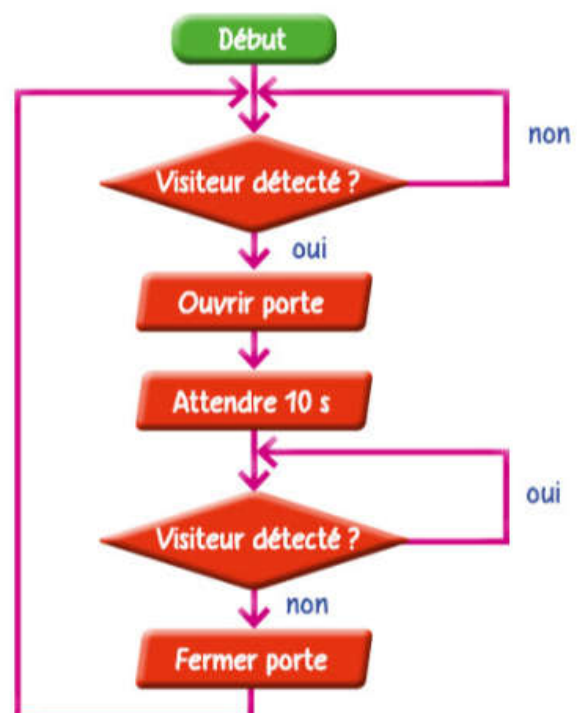 Début
non
Visiteur détecté ?
oui
Ouvrir porte
Attendre 10 s
oui
Visiteur détecté ?
non
Fermer porte